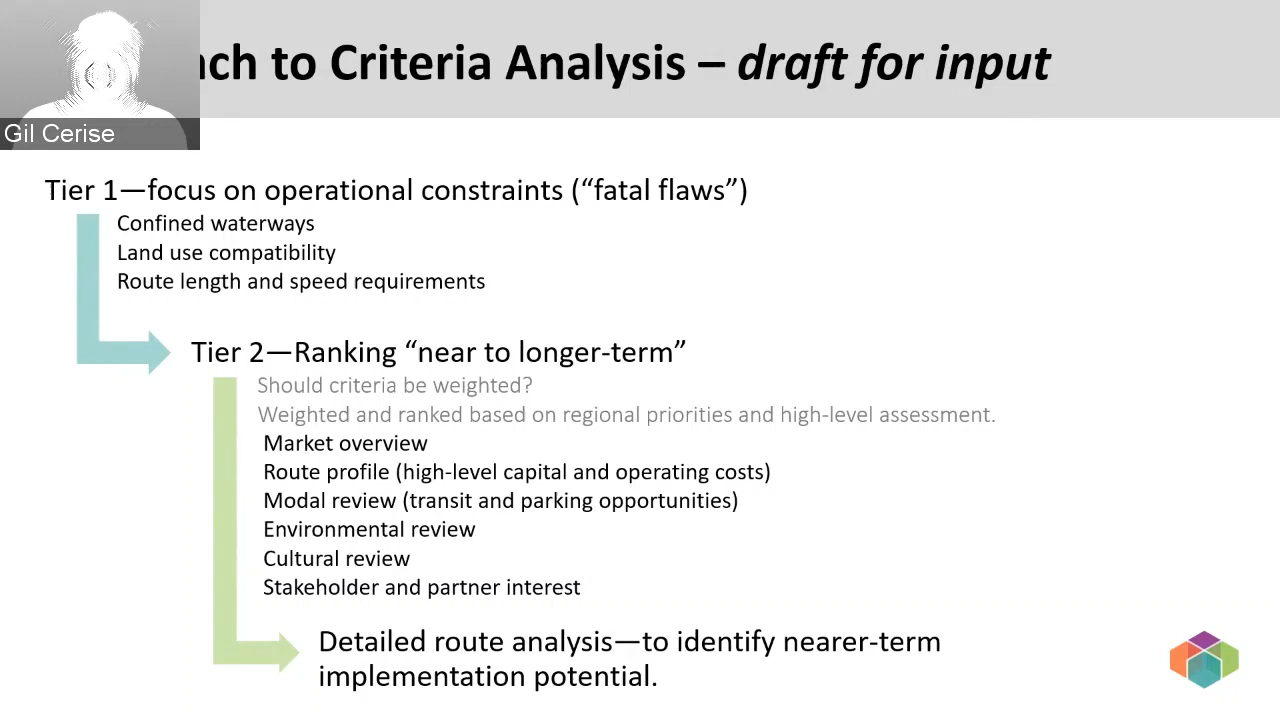 to Criteria Analysis – draft for input
Gil Cerise
Tier 1—focus on operational constraints (“fatal flaws”)
Confined waterways
Land use compatibility
Route length and speed requirements
Tier 2—Ranking “near to longer-term”
Should criteria be weighted?
Weighted and ranked based on regional priorities and high-level assessment.
Market overview
Route profile (high-level capital and operating costs)
Modal review (transit and parking opportunities)
Environmental review
Cultural review
Stakeholder and partner interest
Detailed route analysis—to identify nearer-term
implementation potential.